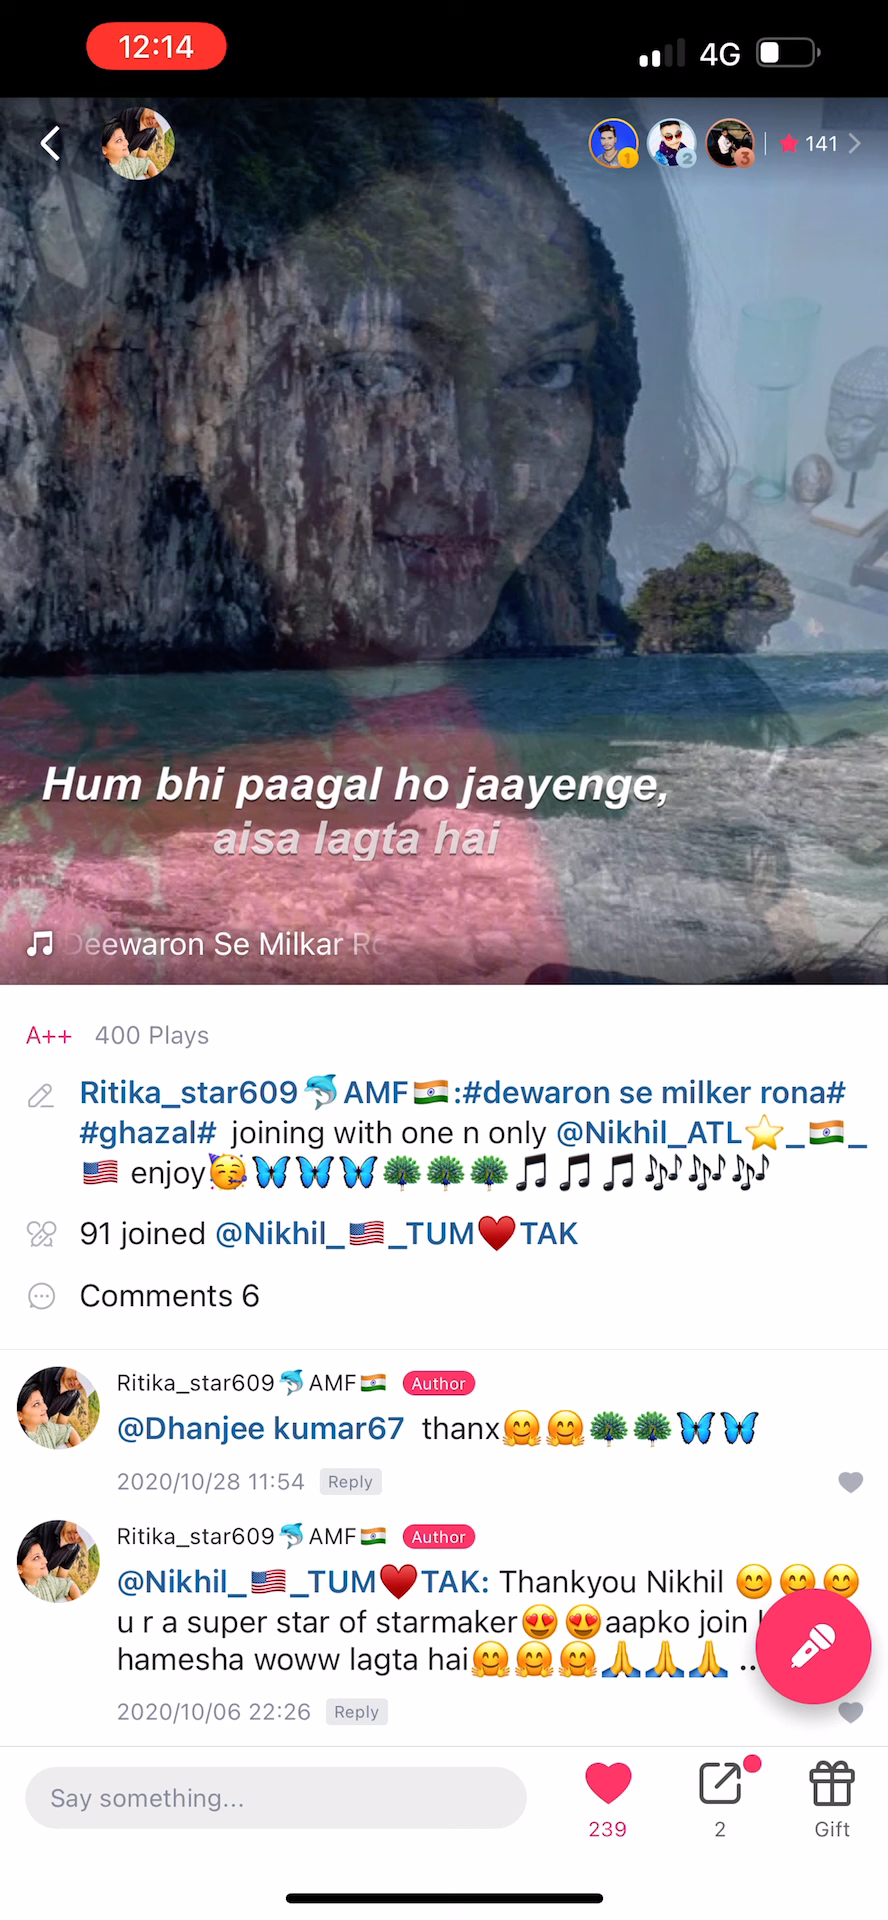 12:14
4G
1
2
3
141
Hum bhi paagal ho jaayenge,
aisa lagta hai
Deewaron Se Milkar
A++ 400 Plays
Ritika_star609🐬AMF🇮🇳:#dewaron se milker rona#
#ghazal# joining with one n only @Nikhil_ATL⭐_🇮🇳_
🇺🇸 enjoy🥳🦋🦋🦋🦚🦚🦚🎵🎵🎵🎶🎶🎶
91 joined @Nikhil_🇺🇸_TUM♥️TAK
Comments 6
Ritika_star609🐬AMF🇮🇳 Author
@Dhanjee kumar67 thanx🤗🤗🦚🦚🦋🦋
2020/10/28 11:54 Reply
Ritika_star609🐬AMF🇮🇳 Author
@Nikhil_🇺🇸_TUM♥️TAK: Thankyou Nikhil 😊😊😊
u r a super star of starmaker😍😍aapko join
hamesha woww lagta hai🤗🤗🤗🙏🙏🙏 ..
2020/10/06 22:26 Reply
Say something...
239
2
Gift